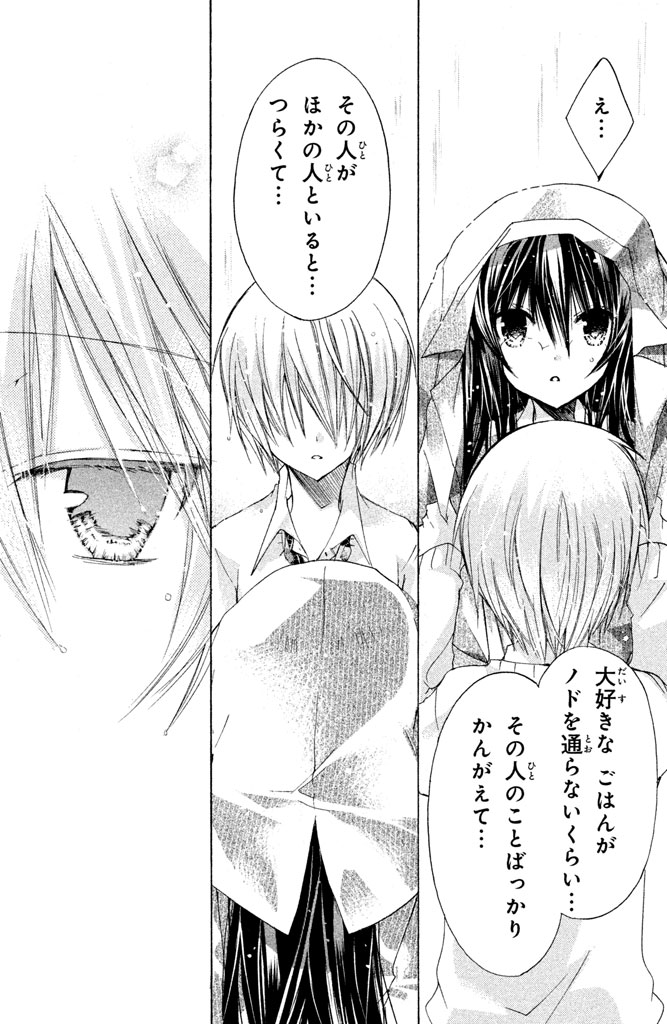 え…
大好きな ごはんが
ノドを通らないくらい…
その人のことばっかり
かんがえて…
その人が
ほかの人といると…
つらくて…